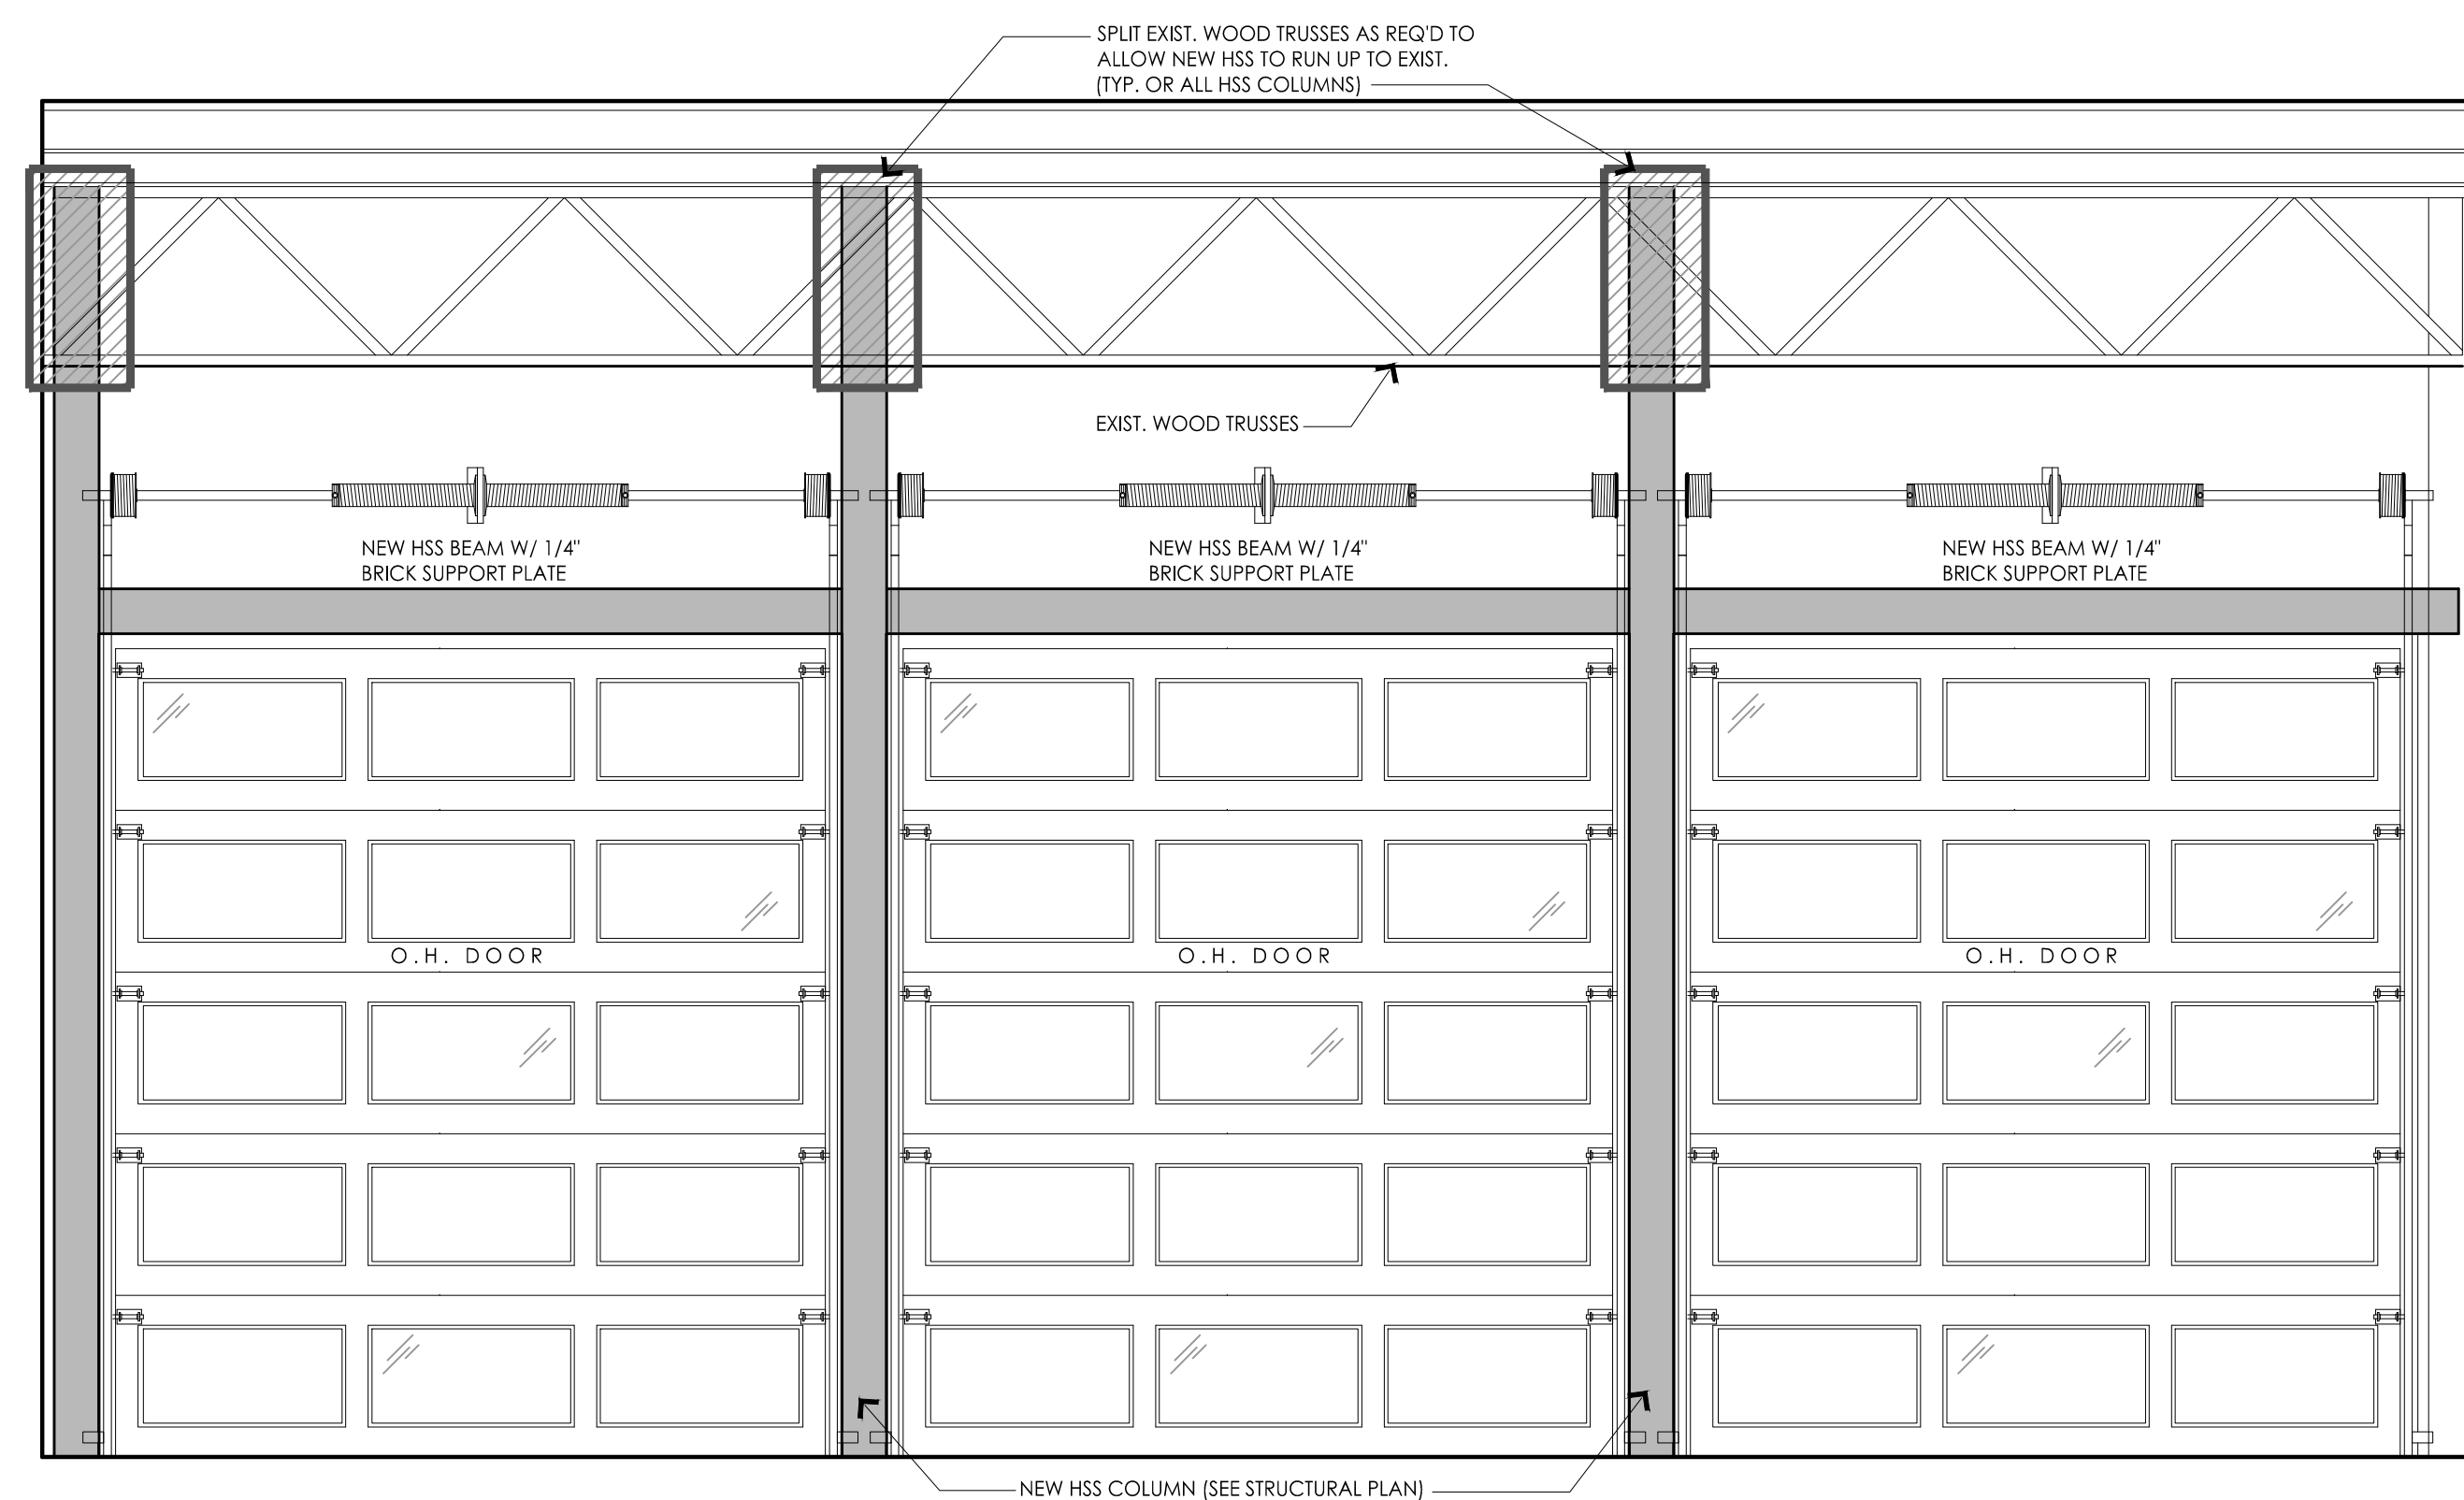 SPLIT EXIST. WOOD TRUSSES AS REQ'D TO
ALLOW NEW HSS TO RUN UP TO EXIST.
(TYP. OR ALL HSS COLUMNS)
EXIST. WOOD TRUSSES
NEW HSS BEAM W/ 1/4"
BRICK SUPPORT PLATE
NEW HSS BEAM W/ 1/4"
BRICK SUPPORT PLATE
NEW HSS BEAM W/ 1/4"
BRICK SUPPORT PLATE
O.H. DOOR
O.H. DOOR
O.H. DOOR
NEW HSS COLUMN (SEE STRUCTURAL PLAN)